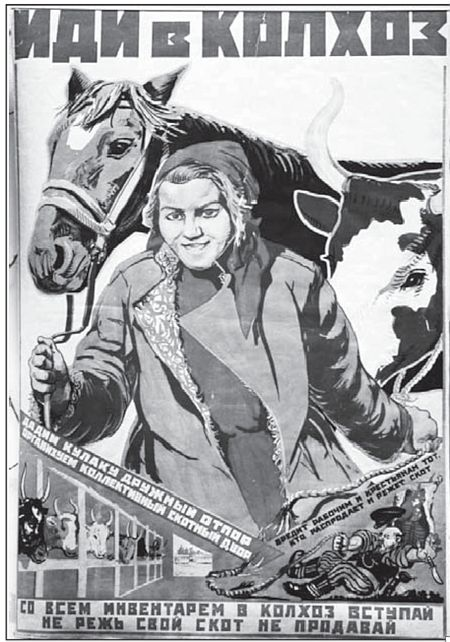 ИДИ в КОЛХОЗ
ДАДИМ КУЛАКУ ДРУЖНЫЙ ОТПОР
ОРГАНИЗУЕМ КОЛЛЕКТИВНЫЙ СКОТНЫЙ ДВОР
ВРЕДИТ РАБОЧИМ И КРЕСТЬЯНАМ ТОТ,
КТО РАСПРОДАЕТ И РЕЖЕТ СКОТ
СО ВСЕМ ИНВЕНТАРЕМ В КОЛХОЗ ВСТУПАЙ
НЕ РЕЖЬ СВОЙ СКОТ НЕ ПРОДАВАЙ